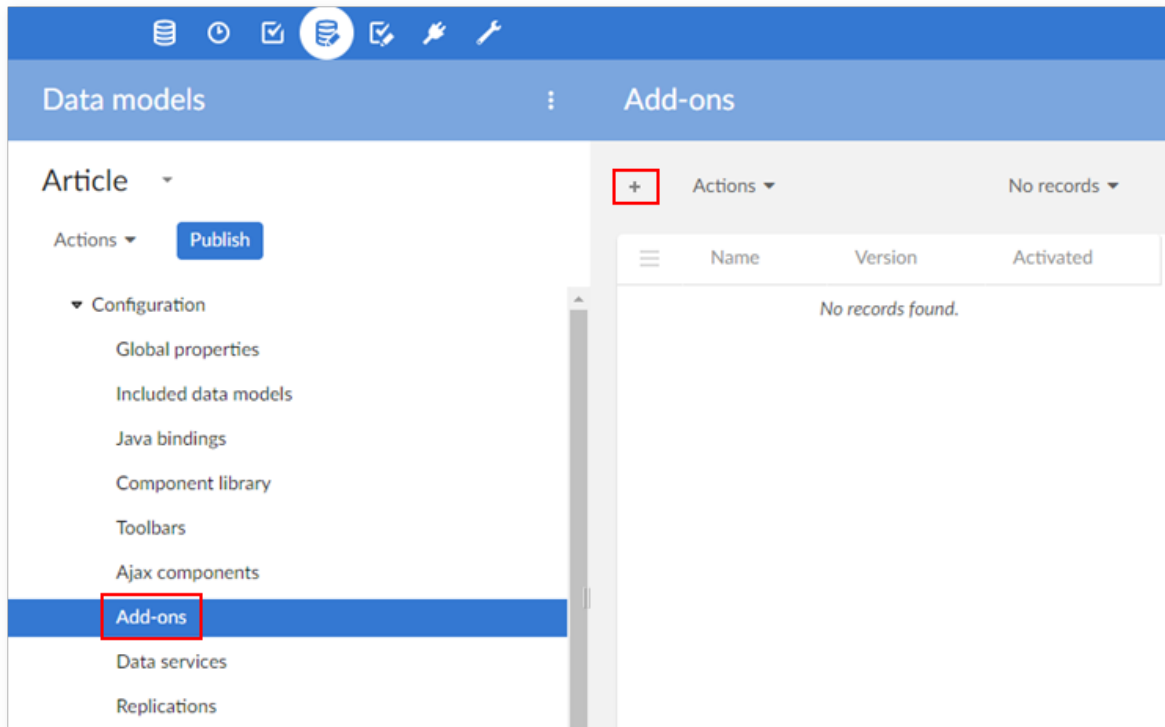 Data models
Add-ons
Article
Actions
Publish
Configuration
Global properties
Included data models
Java bindings
Component library
Toolbars
Ajax components
Add-ons
Data services
Replications
+ Actions No records
Name Version Activated
No records found.